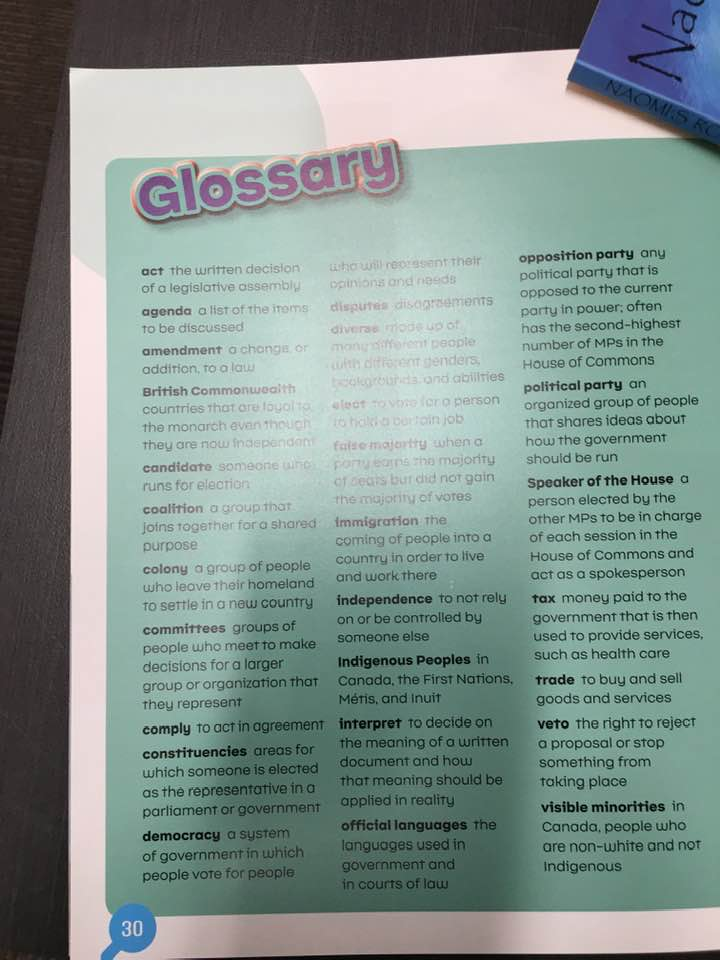 Nao
NAOMI'S RO
Glossary
act the written decision
of a legislative assembly
agenda a list of the items
to be discussed
amendment a change, or
addition, to a law
British Commonwealth
countries that are loyal to
the monarch even though
they are now independent
candidate someone who
runs for election
coalition a group that
joins together for a shared
purpose
colony a group of people
who leave their homeland
to settle in a new country
committees groups of
people who meet to make
decisions for a larger
group or organization that
they represent
comply to act in agreement
constituencies areas for
which someone is elected
as the representative in a
parliament or government
democracy a system
of government in which
people vote for people
who will represent their
opinions and needs
disputes disagreements
diverse made up of
many different people
with different genders,
backgrounds, and abilities
elect to vote for a person
to hold a certain job
false majority when a
party earns the majority
of seats but did not gain
the majority of votes
immigration the
coming of people into a
country in order to live
and work there
independence to not rely
on or be controlled by
someone else
Indigenous Peoples in
Canada, the First Nations,
Métis, and Inuit
interpret to decide on
the meaning of a written
document and how
that meaning should be
applied in reality
official languages the
languages used in
government and
in courts of law
opposition party any
political party that is
opposed to the current
party in power; often
has the second-highest
number of MPs in the
House of Commons
political party an
organized group of people
that shares ideas about
how the government
should be run
Speaker of the House a
person elected by the
other MPs to be in charge
of each session in the
House of Commons and
act as a spokesperson
tax money paid to the
government that is then
used to provide services,
such as health care
trade to buy and sell
goods and services
veto the right to reject
a proposal or stop
something from
taking place
visible minorities in
Canada, people who
are non-white and not
Indigenous
30